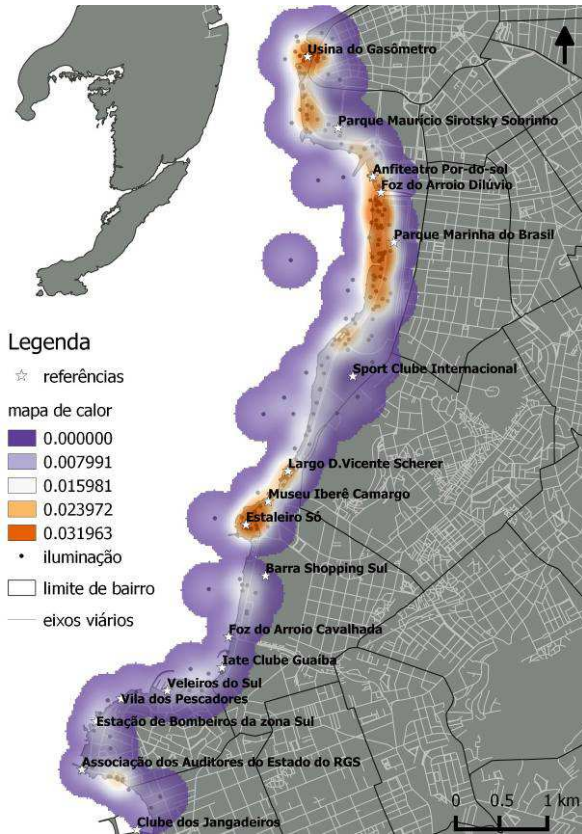 Usina do Gasômetro
Parque Maurício Sirotsky Sobrinho
Anfiteatro Por-do-sol
Foz do Arroio Dilúvio
Parque Marinha do Brasil
Legenda
referências
mapa de calor
0.000000
0.007991
0.015981
0.023972
0.031963
iluminação
limite de bairro
eixos viários
Sport Clube Internacional
Largo D.Vicente Scherer
Museu Iberê Camargo
Estaleiro Só
Barra Shopping Sul
Foz do Arroio Cavalhada
Iate Clube Guaíba
Veleiros do Sul
Vila dos Pescadores
Estação de Bombeiros da zona Sul
Associação dos Auditores do Estado do RGS
Clube dos Jangadeiros
0 0.5 1 km